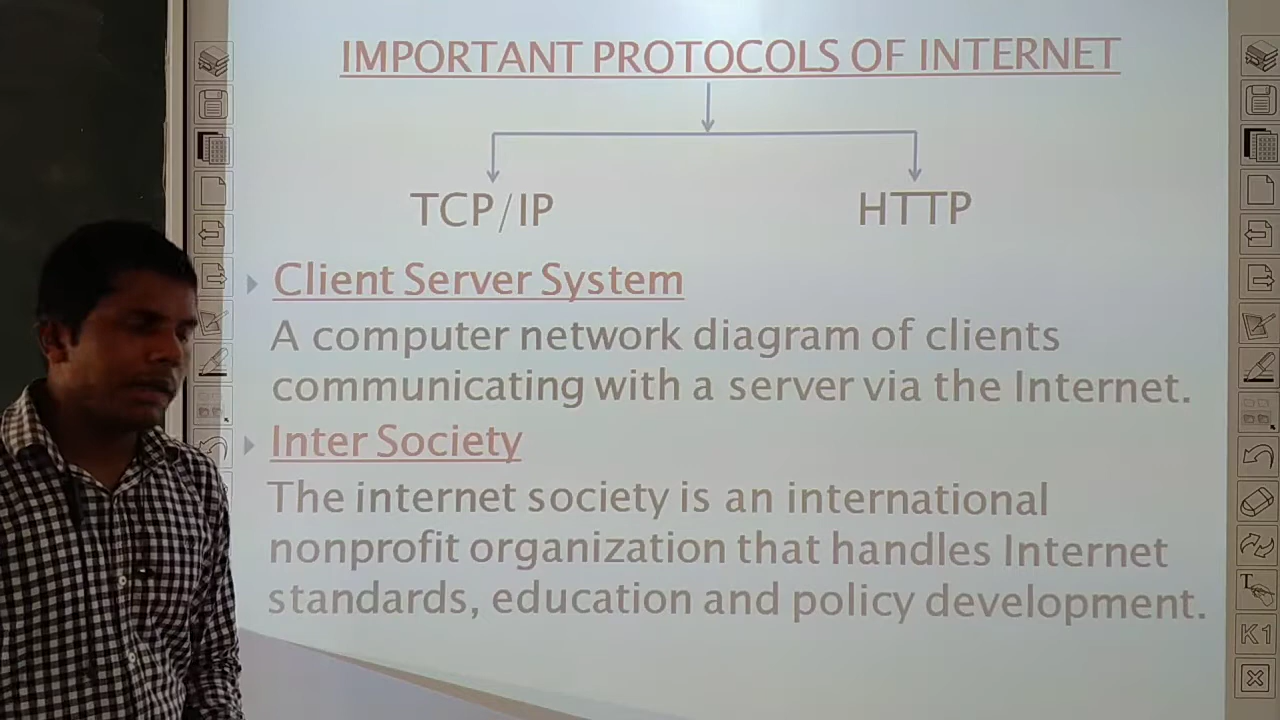 IMPORTANT PROTOCOLS OF INTERNET
TCP/IP HTTP
Client Server System
A computer network diagram of clients
communicating with a server via the Internet.
Inter Society
The internet society is an international
nonprofit organization that handles Internet
standards, education and policy development.
T
K1